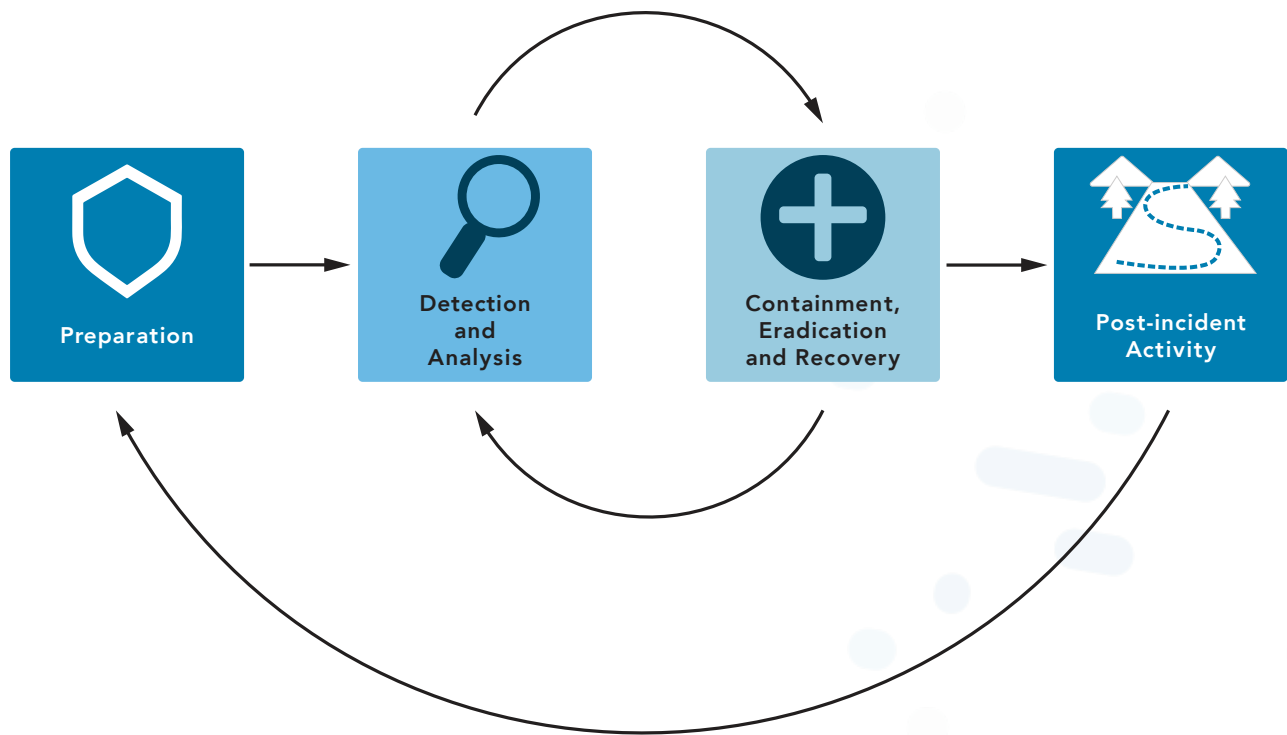 Preparation
Detection
and
Analysis
Containment,
Eradication
and Recovery
Post-incident
Activity